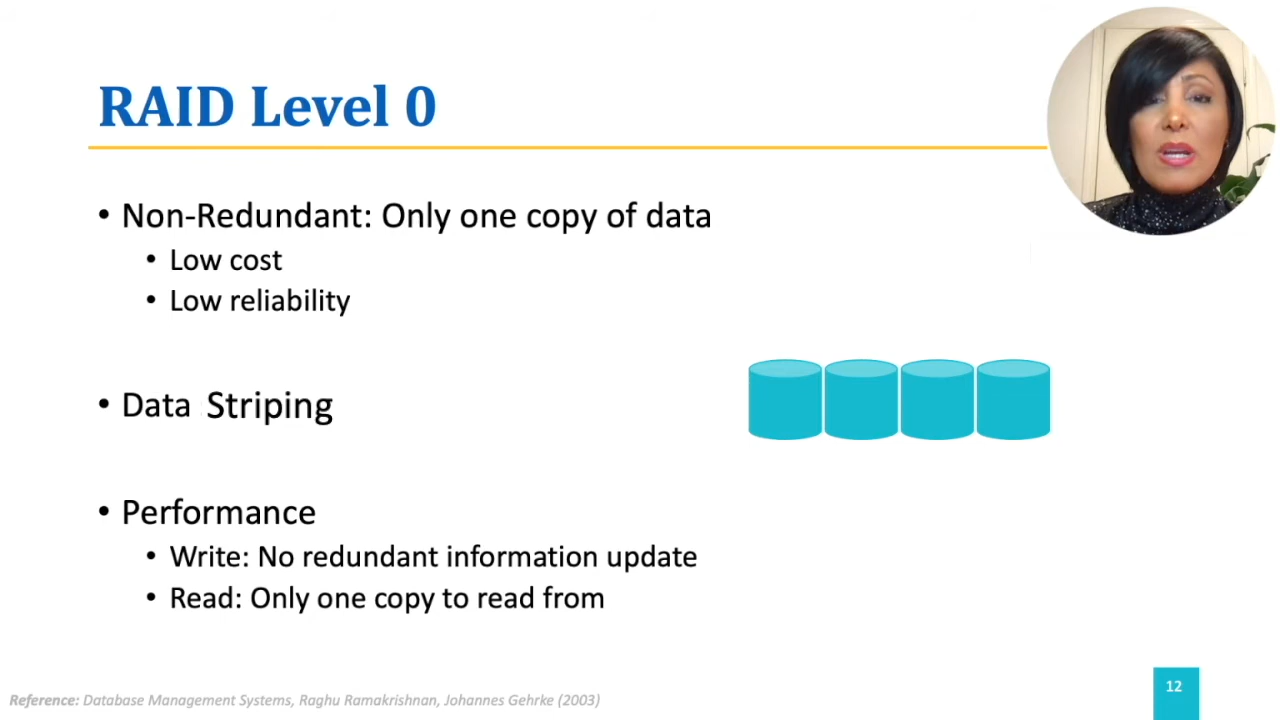 RAID Level 0
• Non-Redundant: Only one copy of data
• Low cost
• Low reliability
• Data Striping
• Performance
• Write: No redundant information update
• Read: Only one copy to read from
Reference: Database Management Systems, Raghu Ramakrishnan, Johannes Gehrke (2003)
12